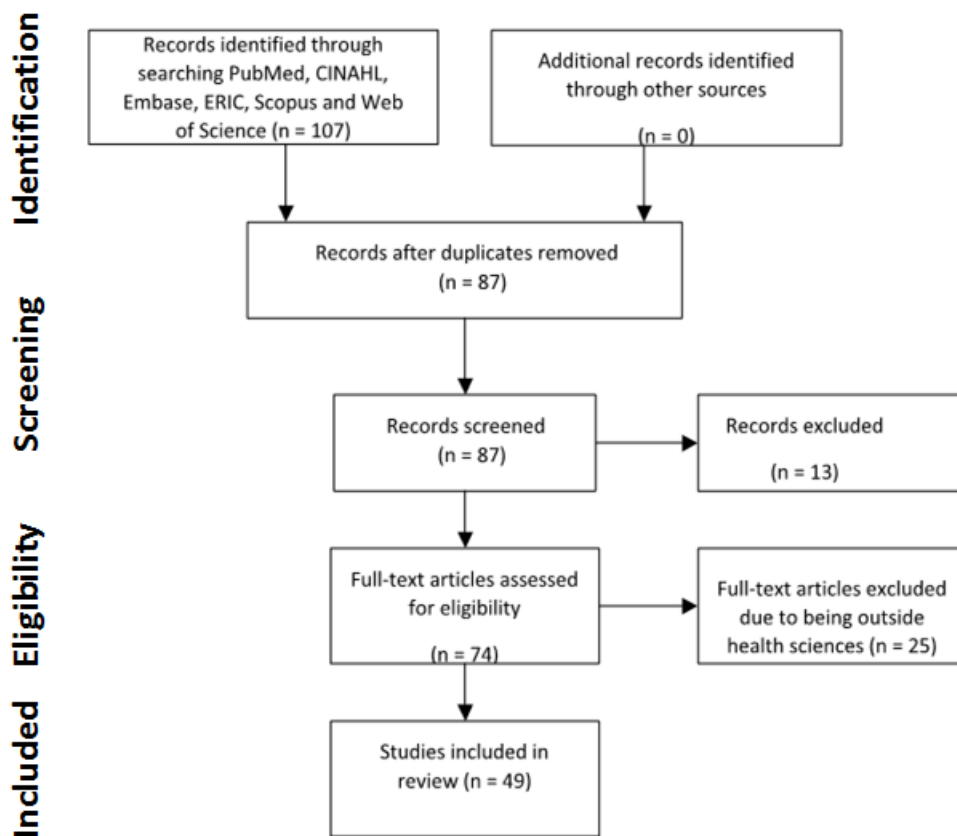 Identification
Records identified through
searching PubMed, CINAHL,
Embase, ERIC, Scopus and Web
of Science (n = 107)
Additional records identified
through other sources
(n = 0)
Records after duplicates removed
(n = 87)
Screening
Records screened
(n = 87)
Records excluded
(n = 13)
Eligibility
Full-text articles assessed
for eligibility
(n = 74)
Full-text articles excluded
due to being outside
health sciences (n = 25)
Included
Studies included in
review (n = 49)